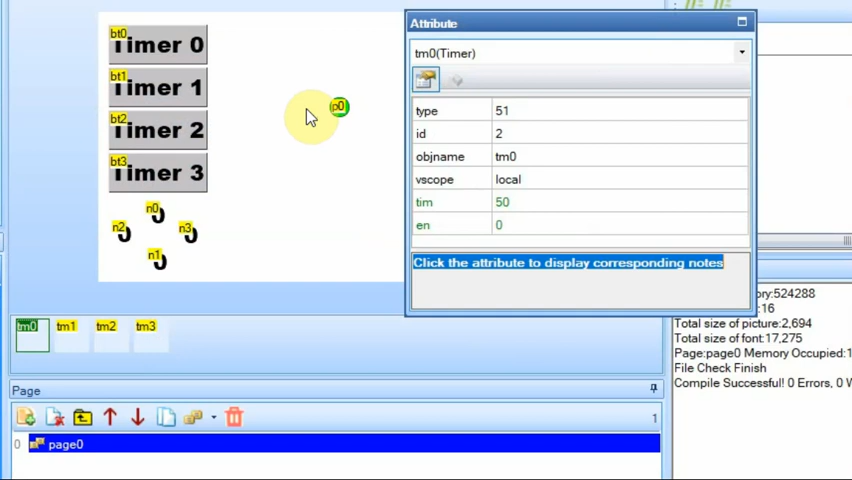 Attribute
tm0(Timer)
type 51
id 2
objname tm0
vscope local
tim 50
en 0
Click the attribute to display corresponding notes
bt0
Timer 0
bt1
Timer 1
bt2
Timer 2
bt3
Timer 3
p0
n0
n2
n3
n1
tm0 tm1 tm2 tm3
ory:524288
:16
Total size of picture:2,694
Total size of font:17,275
Page:page0 Memory Occupied:1
File Check Finish
Compile Successful! 0 Errors, 0 W
Page
1
0 page0